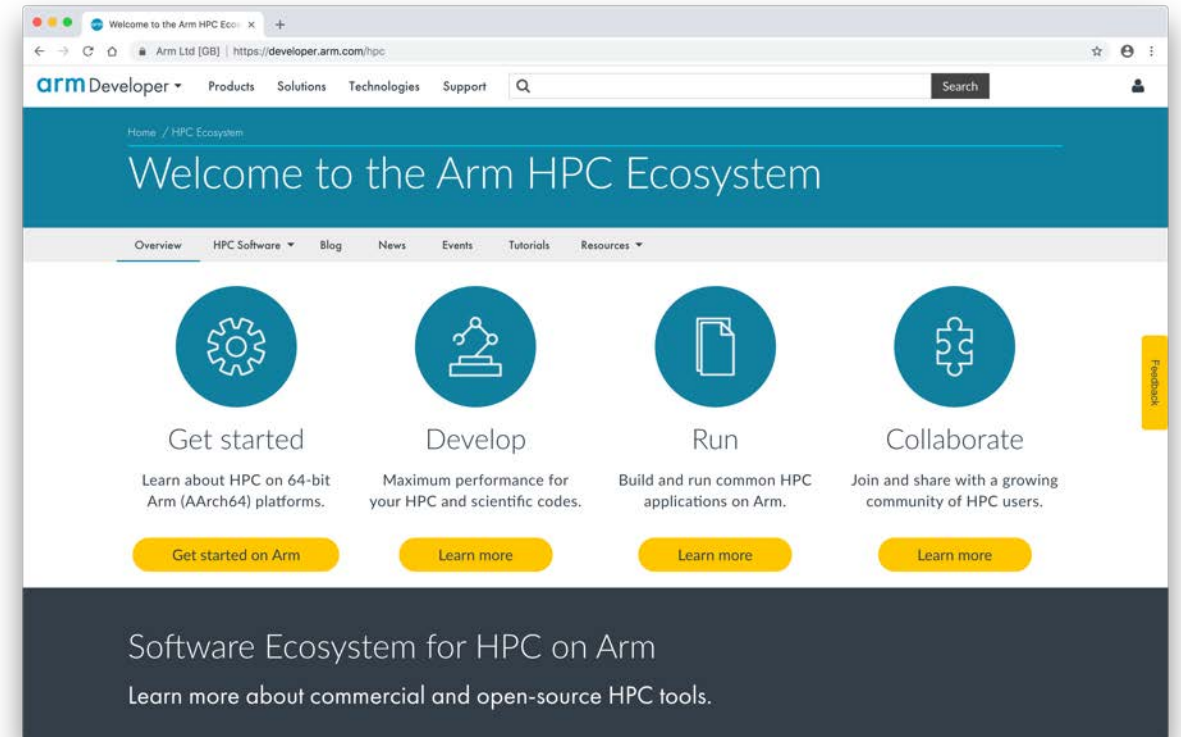 Welcome to the Arm HPC Eco
Arm Ltd [GB] | https://developer.arm.com/hpc
arm Developer Products Solutions Technologies Support Search
Home / HPC Ecosystem
Welcome to the Arm HPC Ecosystem
Overview HPC Software Blog News Events Tutorials Resources
Feedback
Get started Develop Run Collaborate
Learn about HPC on 64-bit Maximum performance for Build and run common HPC Join and share with a growing
Arm (AArch64) platforms. your HPC and scientific codes. applications on Arm. community of HPC users.
Get started on Arm Learn more Learn more Learn more
Software Ecosystem for HPC on Arm
Learn more about commercial and open-source HPC tools.